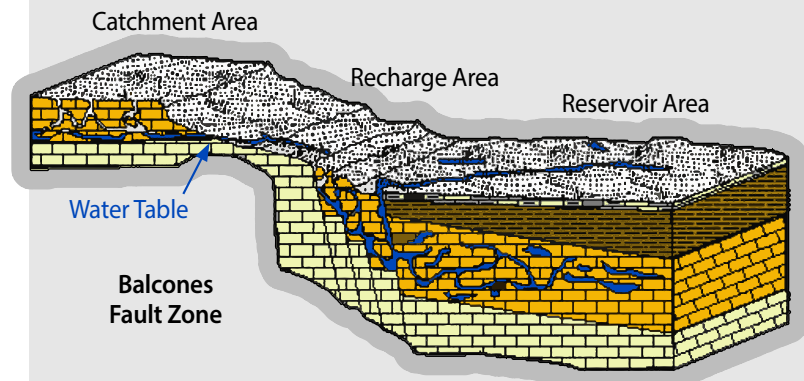 Catchment Area
Recharge Area
Reservoir Area
Water Table
Balcones
Fault Zone